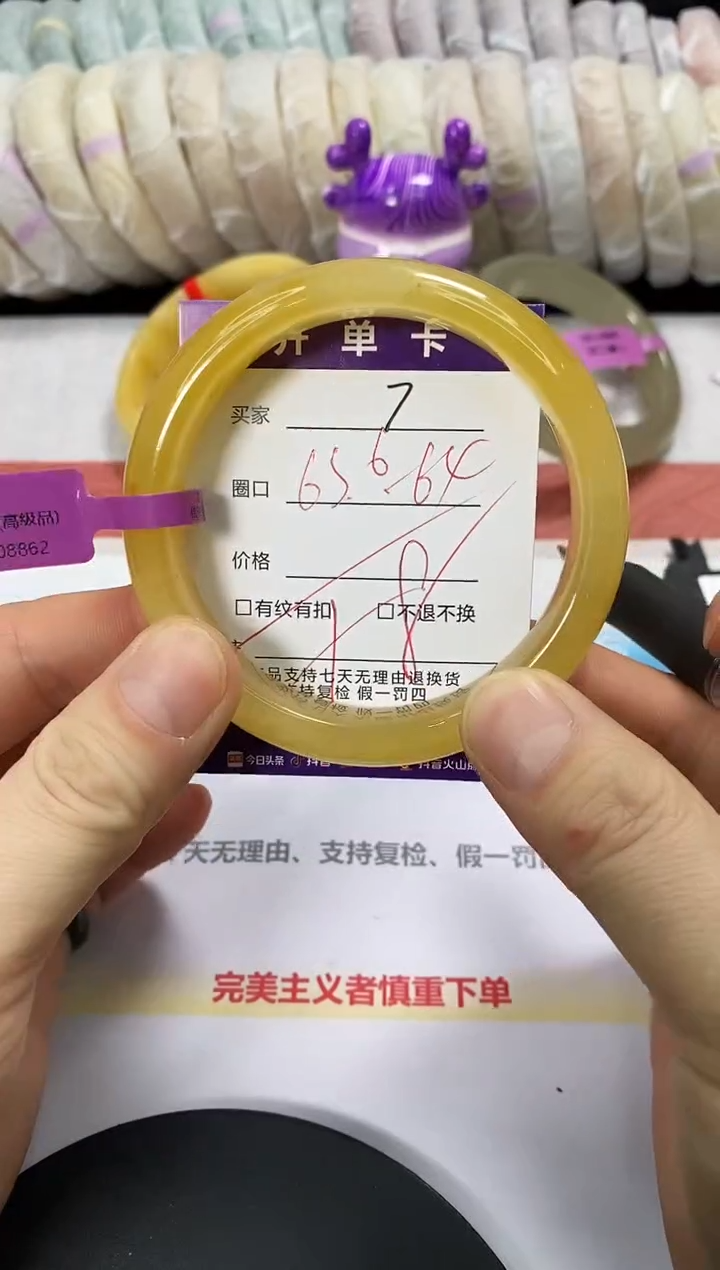 开单卡
买家 7
圈口 65.6-64
价格
□有纹有扣 □不退不换
18
品支持七天无理由退换货
支持复检 假一罚四
(高级品)
08862
今日头条 抖音 抖音火山版
天无理由、支持复检、假一罚
完美主义者慎重下单